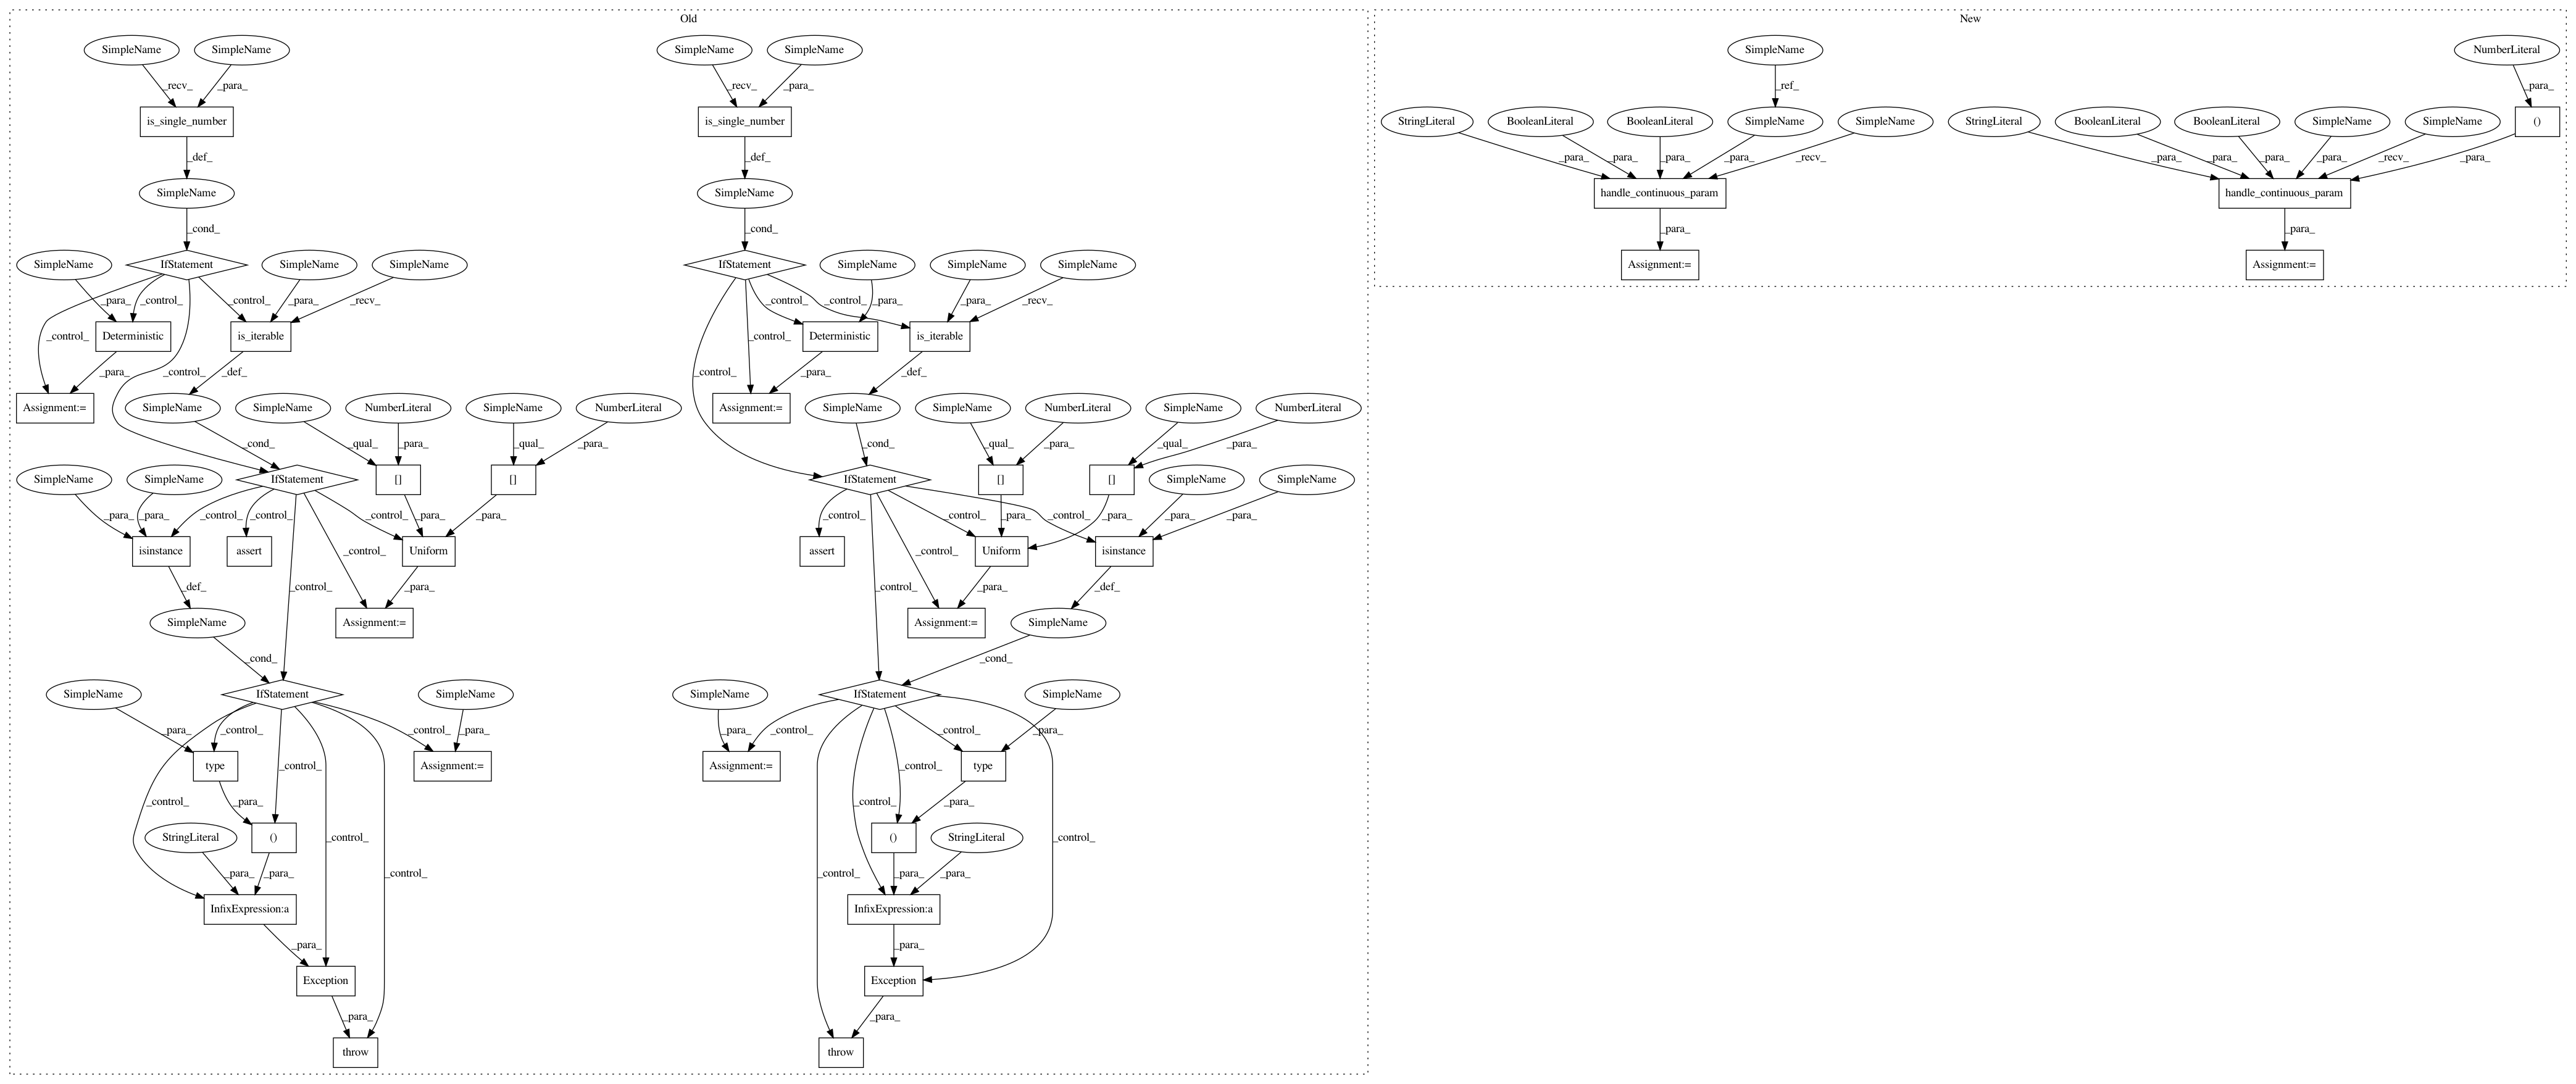 Old New
SimpleName SimpleName SimpleName SimpleName SimpleName NumberLiteral
_recv_ _para_ _recv_ _para_ _ref_ _para_
is_single_number is_single_number StringLiteral BooleanLiteral BooleanLiteral SimpleName SimpleName StringLiteral BooleanLiteral BooleanLiteral SimpleName SimpleName ()
_def_ _def_ _para_ _para_ _para_ _para_ _recv_ _para_ _para_ _para_ _para_ _recv_ _para_
SimpleName SimpleName handle_continuous_param handle_continuous_param
_cond_ _cond_ _para_ _para_
SimpleName IfStatement SimpleName SimpleName IfStatement SimpleName SimpleName SimpleName Assignment:= Assignment:=
_para_ _control_ _control_ _para_ _recv_ _control_ _control_ _para_ _para_ _recv_
_control_ Deterministic is_iterable _control_ Deterministic is_iterable
_para_ _control_ _def_ _control_ _para_ _def_
Assignment:= SimpleName SimpleName NumberLiteral SimpleName NumberLiteral Assignment:= SimpleName SimpleName NumberLiteral SimpleName NumberLiteral
_cond_ _qual_ _para_ _qual_ _para_ _cond_ _qual_ _para_ _qual_ _para_
SimpleName SimpleName IfStatement [] [] IfStatement [] [] SimpleName SimpleName
_para_ _para_ _control_ _control_ _control_ _para_ _para_ _control_ _control_ _para_ _control_ _para_ _para_ _para_
isinstance assert _control_ Uniform assert _control_ Uniform isinstance
_def_ _control_ _para_ _control_ _para_ _def_
SimpleName Assignment:= Assignment:= SimpleName
_cond_ _cond_
SimpleName IfStatement SimpleName SimpleName IfStatement SimpleName
_para_ _control_ _control_ _para_ _para_ _control_ _control_ _para_
type _control_ Assignment:= Assignment:= _control_ type
_control_ _para_ _control_ _para_
StringLiteral () _control_ () StringLiteral _control_
_para_ _para_ _control_ _control_ _para_ _para_
InfixExpression:a InfixExpression:a
_para_ _para_
Exception Exception
_para_ _para_
throw throw